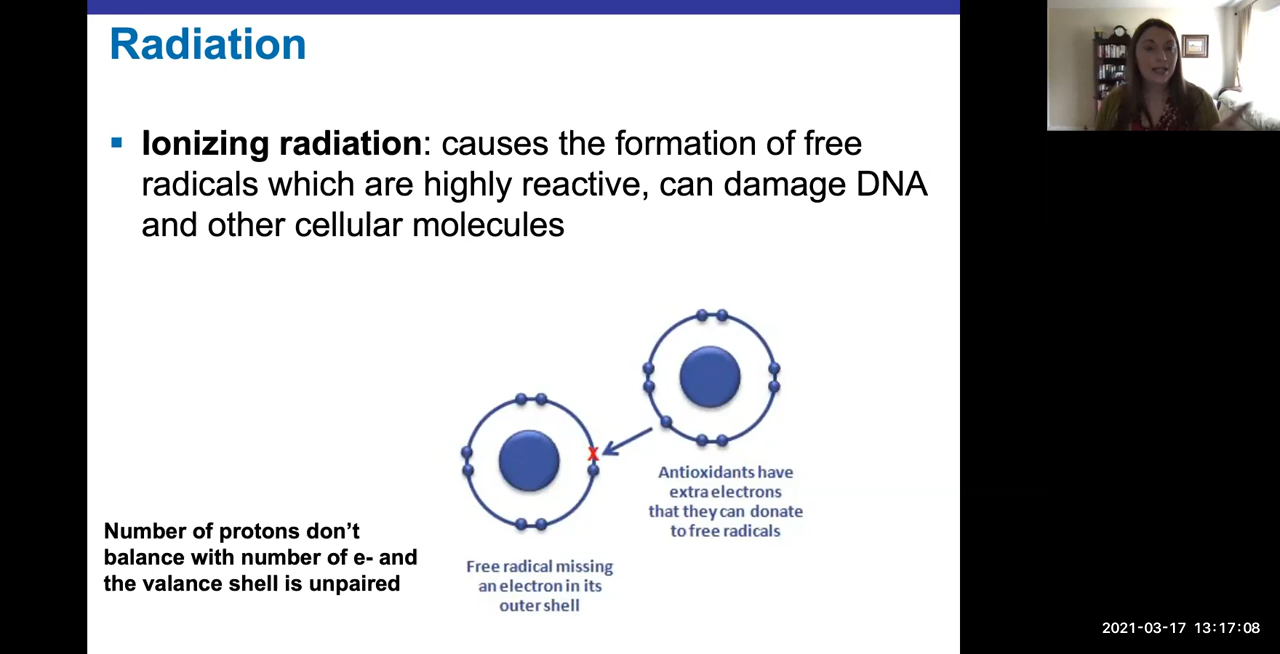 Radiation
▪ Ionizing radiation: causes the formation of free
radicals which are highly reactive, can damage DNA
and other cellular molecules
X
Antioxidants have
extra electrons
that they can donate
to free radicals
Number of protons don’t
balance with number of e- and
the valance shell is unpaired
Free radical missing
an electron in its
outer shell
2021-03-17 13:17:08